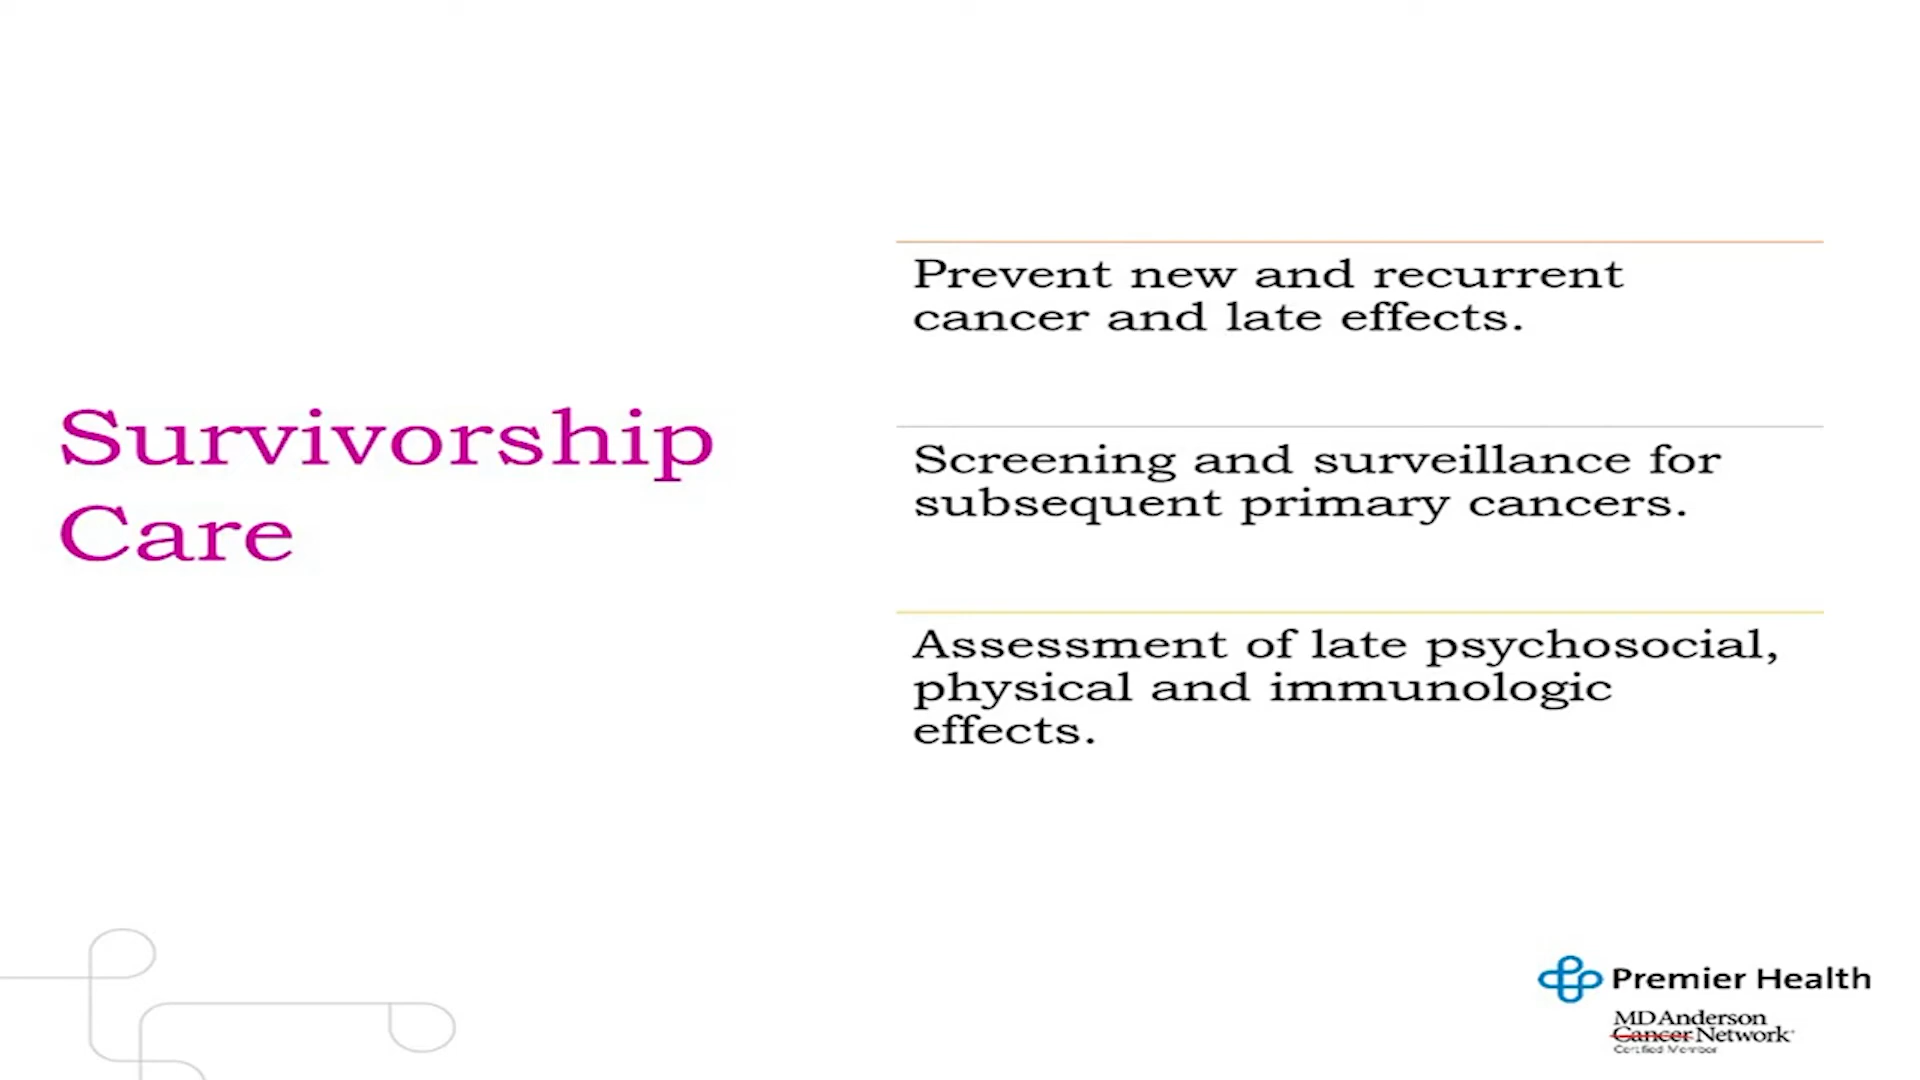 Survivorship
Care
Prevent new and recurrent
cancer and late effects.
Screening and surveillance for
subsequent primary cancers.
Assessment of late psychosocial,
physical and immunologic
effects.
Premier Health
MD Anderson
Cancer Network®
Certified Member